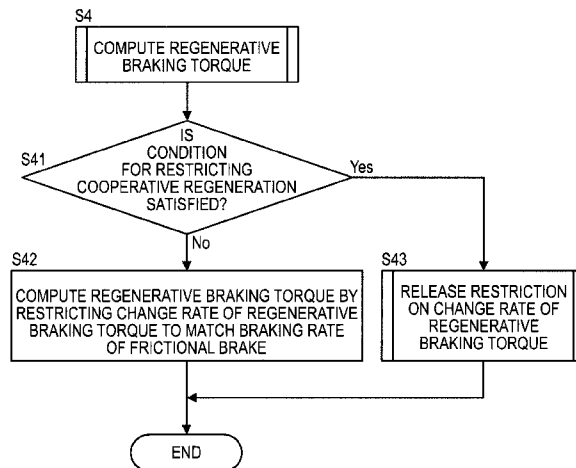 S4
COMPUTE REGENERATIVE
BRAKING TORQUE
S41
IS
CONDITION
FOR RESTRICTING
COOPERATIVE REGENERATION
SATISFIED?
Yes
No
S42
COMPUTE REGENERATIVE BRAKING TORQUE BY
RESTRICTING CHANGE RATE OF REGENERATIVE
BRAKING TORQUE TO MATCH BRAKING RATE
OF FRICTIONAL BRAKE
S43
RELEASE RESTRICTION
ON CHANGE RATE OF
REGENERATIVE
BRAKING TORQUE
END